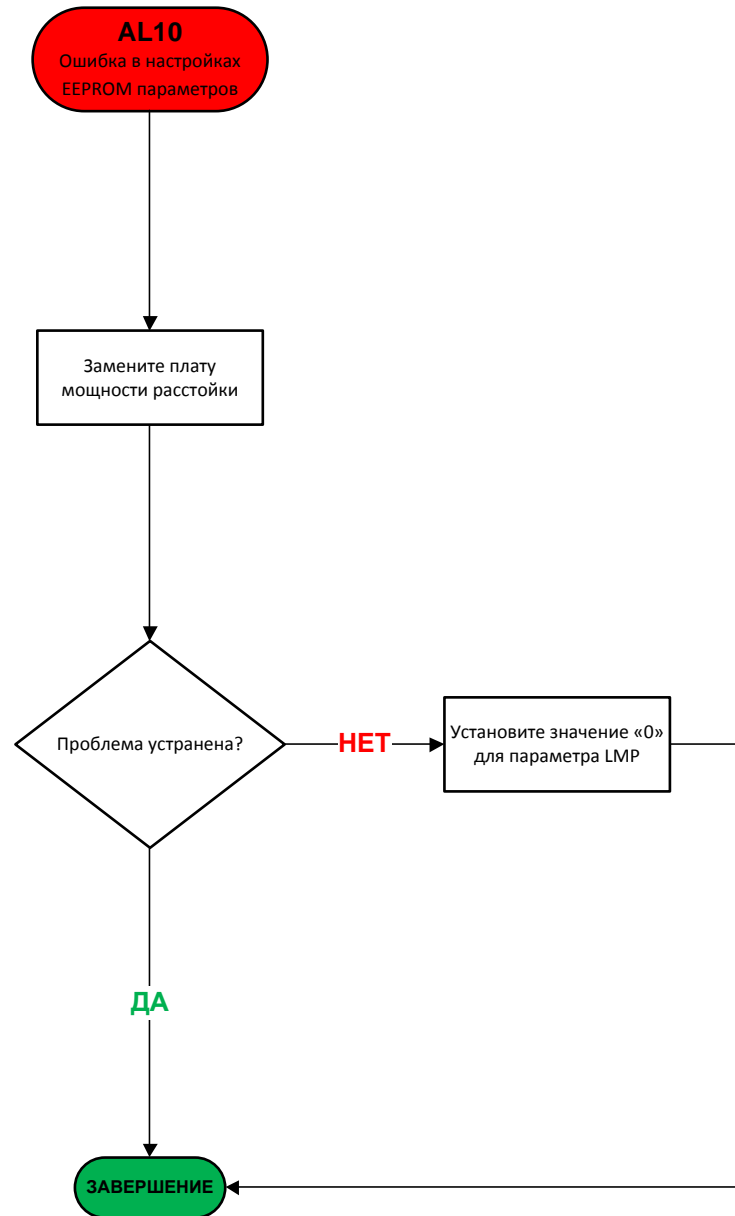 AL10
Ошибка в настройках
EEPROM параметров
Замените плату
мощности расстойки
Проблема устранена?
НЕТ
Установите значение «0»
для параметра LMP
ДА
ЗАВЕРШЕНИЕ